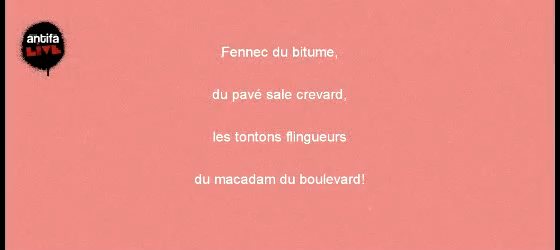 antifa
LIVE
Fennec du bitume,
du pavé sale crevard,
les tontons flingueurs
du macadam du boulevard!